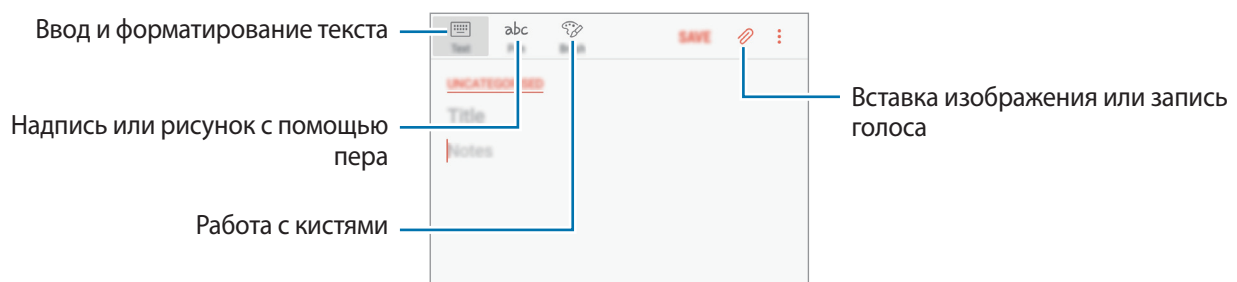 Ввод и форматирование текста
abc
Text
SAVE
UNCATEGORISED
Title
Надпись или рисунок с помощью
пера
Notes
Вставка изображения или запись
голоса
Работа с кистями